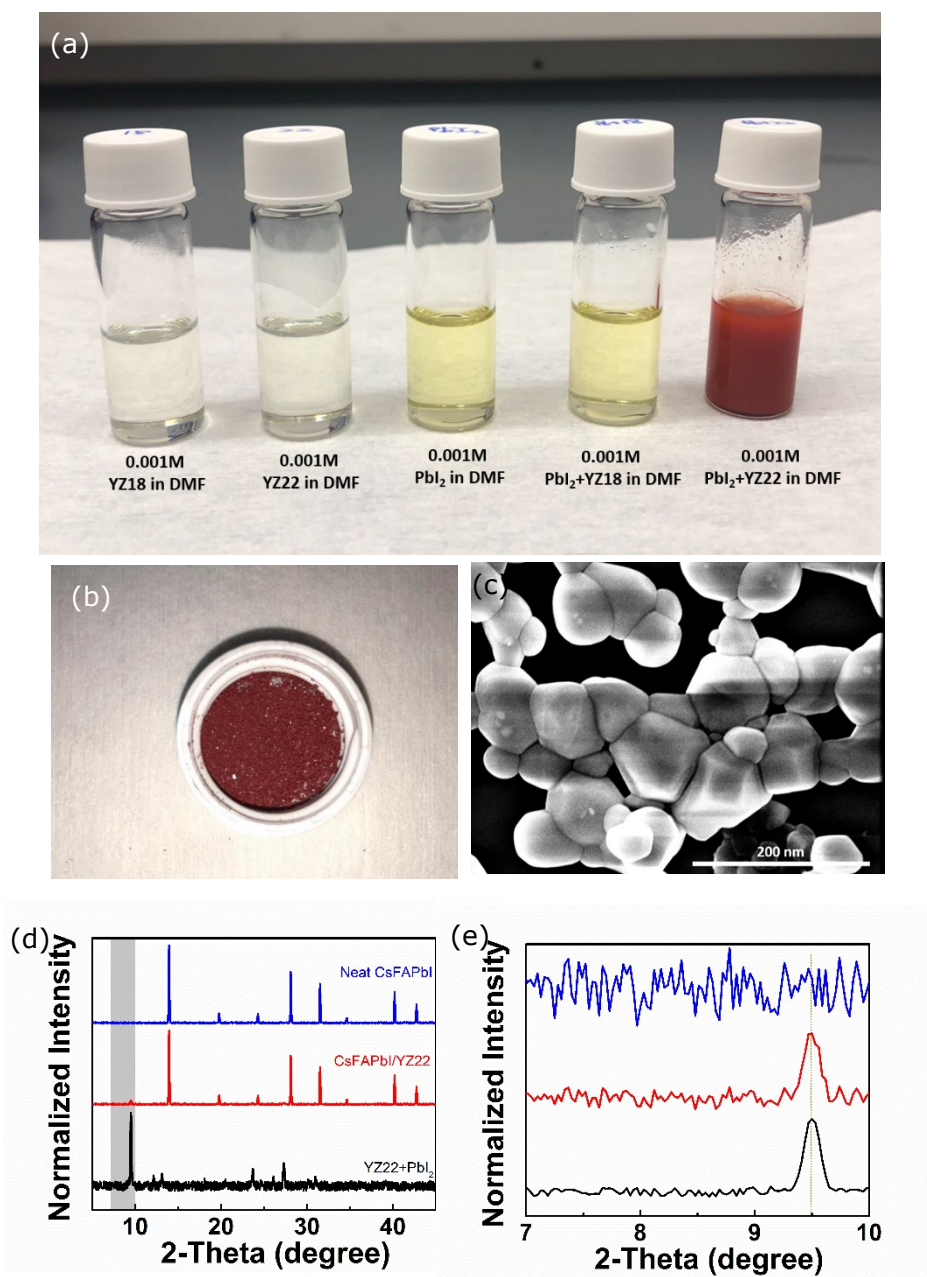 (a)
22
0.001M
YZ18 in DMF
0.001M
YZ22 in DMF
0.001M
PbI₂ in DMF
0.001M
PbI₂+YZ18 in DMF
0.001M
PbI₂+YZ22 in DMF
(b)
(c)
200 nm
(d)
Normalized Intensity
Neat CsFAPbI
CsFAPbI/YZ22
YZ22+PbI₂
10
20
30
40
2-Theta (degree)
(e)
Normalized Intensity
7
8
9
10
2-Theta (degree)